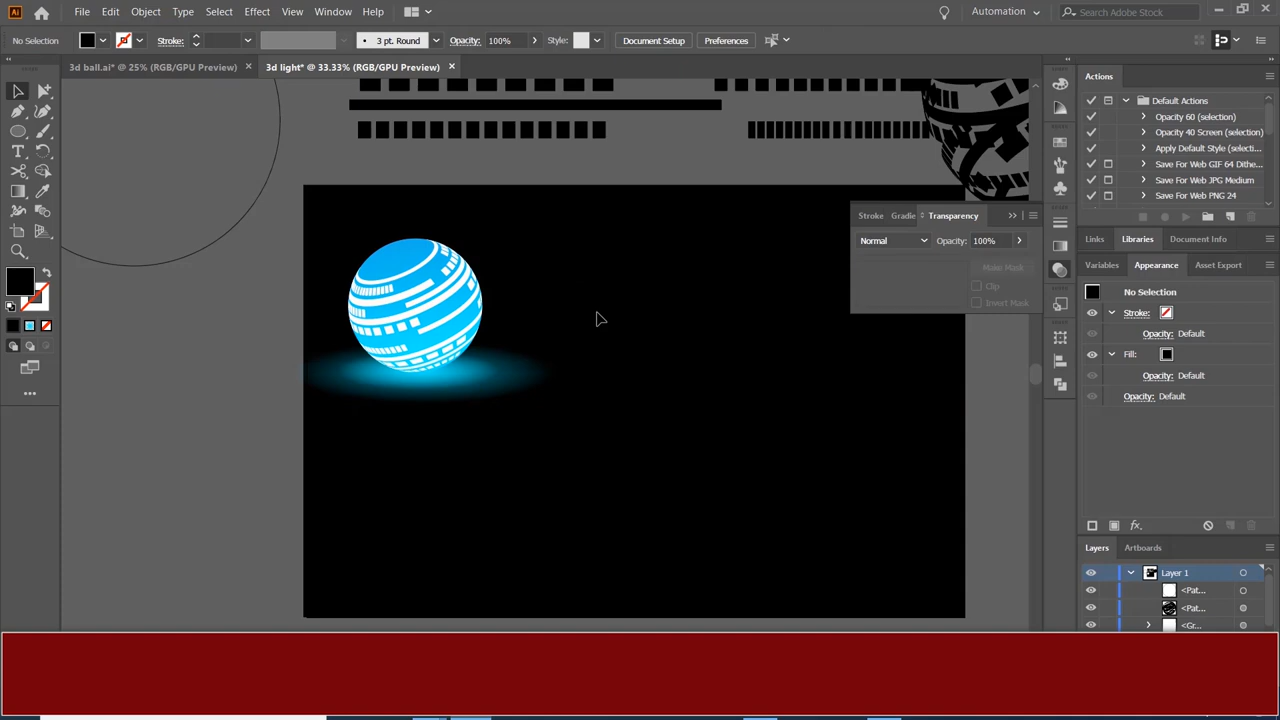 Ai File Edit Object Type Select Effect View Window Help Automation Search Adobe Stock
No Selection Stroke: 3 pt. Round Opacity: 100% Style: Document Setup Preferences
3d ball.ai* @ 25% (RGB/GPU Preview) × 3d light* @ 33.33% (RGB/GPU Preview) ×
Actions
Default Actions
Opacity 60 (selection)
Opacity 40 Screen (selection)
Apply Default Style (selecti...
Save For Web GIF 64 Dithe...
Save For Web JPG Medium
Save For Web PNG 24
Stroke Gradie Transparency
Normal Opacity: 100%
Make Mask
Clip
Invert Mask
Links Libraries Document Info
Variables Appearance Asset Export
No Selection
Stroke:
Opacity: Default
Fill:
Opacity: Default
Opacity: Default
fx.
Layers Artboards
Layer 1
<Pat...
<Pat...
<Gr...